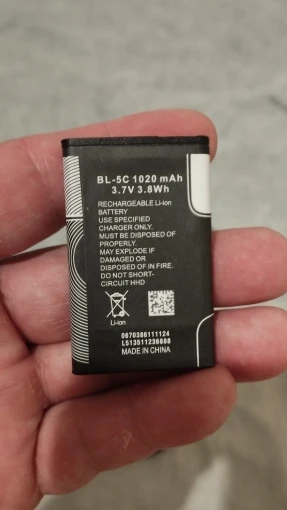 BL-5C 1020 mAh
3.7V 3.8Wh
RECHARGEABLE Li-ion
BATTERY
USE SPECIFIED
CHARGER ONLY.
MUST BE DISPOSED OF
PROPERLY.
MAY EXPLODE IF
DAMAGED OR
DISPOSED OF IN FIRE.
DO NOT SHORT-
CIRCUIT HHD
Li-ion
0670386111124
L513511236888
MADE IN CHINA